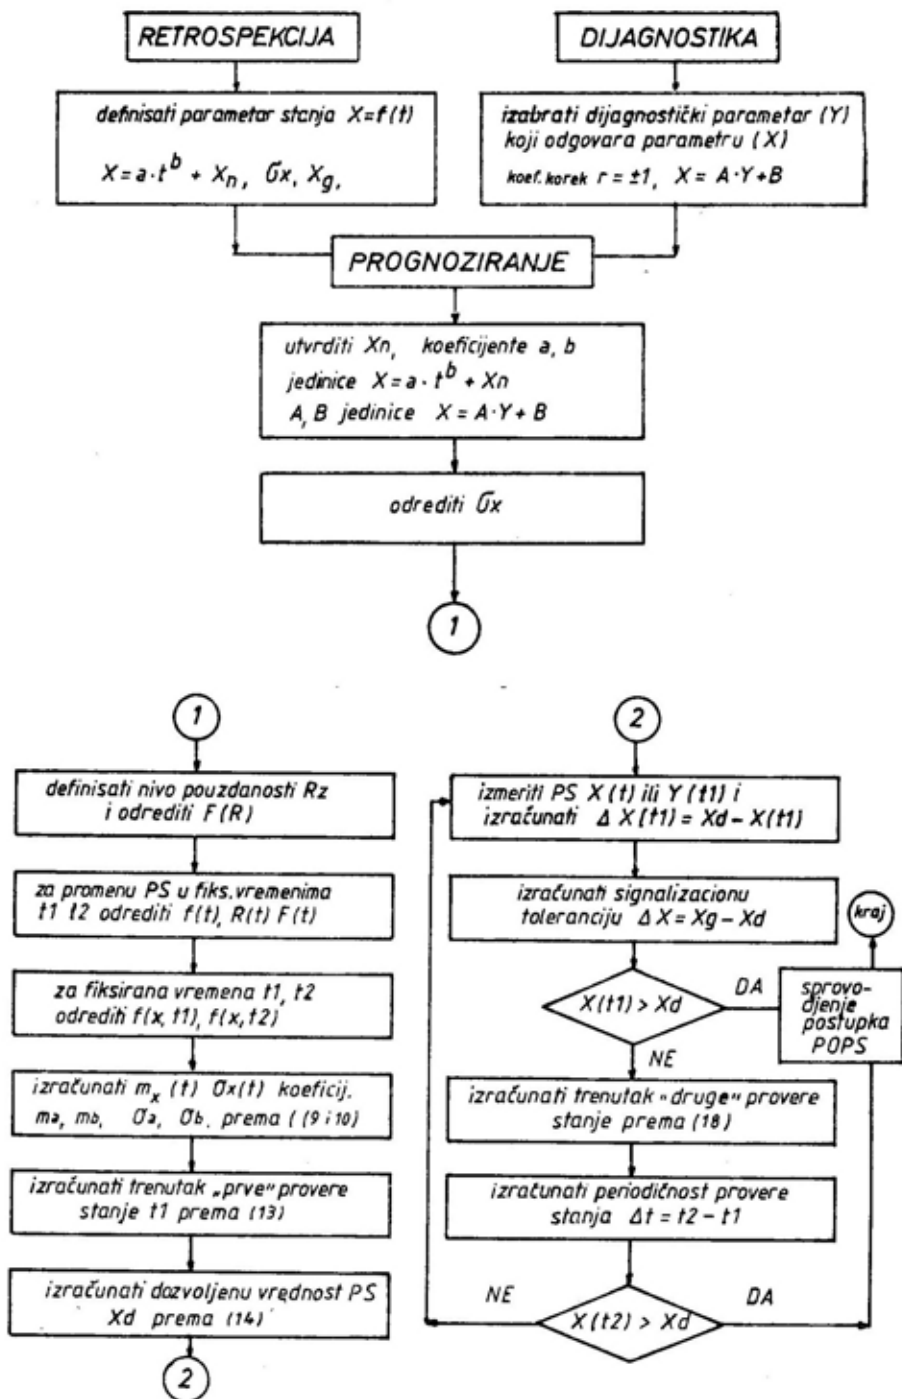 RETROSPEKCIJA
DIJAGNOSTIKA
definisati parametar stanja X=f(t)
X=a·t^b + Xn, σx, Xg,
izabrati dijagnostički parametar (Y)
koji odgovara parametru (X)
koef. korek r = ±1, X = A·Y+B
PROGNOZIRANJE
utvrditi Xn, koeficijente a, b
jedinice X=a·t^b + Xn
A, B jedinice X=A·Y+B
odrediti σx
1
1
definisati nivo pouzdanosti Rz
i odrediti F(R)
za promenu PS u fiks.vremenima
t1 t2 odrediti f(t), R(t) F(t)
za fiksirana vremena t1, t2
odrediti f(x,t1), f(x,t2)
izračunati mx (t) σx(t) koeficij.
ma, mb, σa, σb. prema ((9 i 10)
izračunati trenutak „prve" provere
stanje t1 prema (13)
izračunati dozvoljenu vrednost PS
Xd prema (14)
2
2
izmeriti PS X(t) ili Y(t1) i
izračunati Δ X(t1) = Xd - X(t1)
izračunati signalizacionu
toleranciju ΔX = Xg - Xd
kraj
X(t1) > Xd
DA
sprovo-
djenje
postupka
POPS
NE
izračunati trenutak „druge" provere
stanje prema (18)
izračunati periodičnost provere
stanja Δt = t2 - t1
NE
X(t2) > Xd
DA